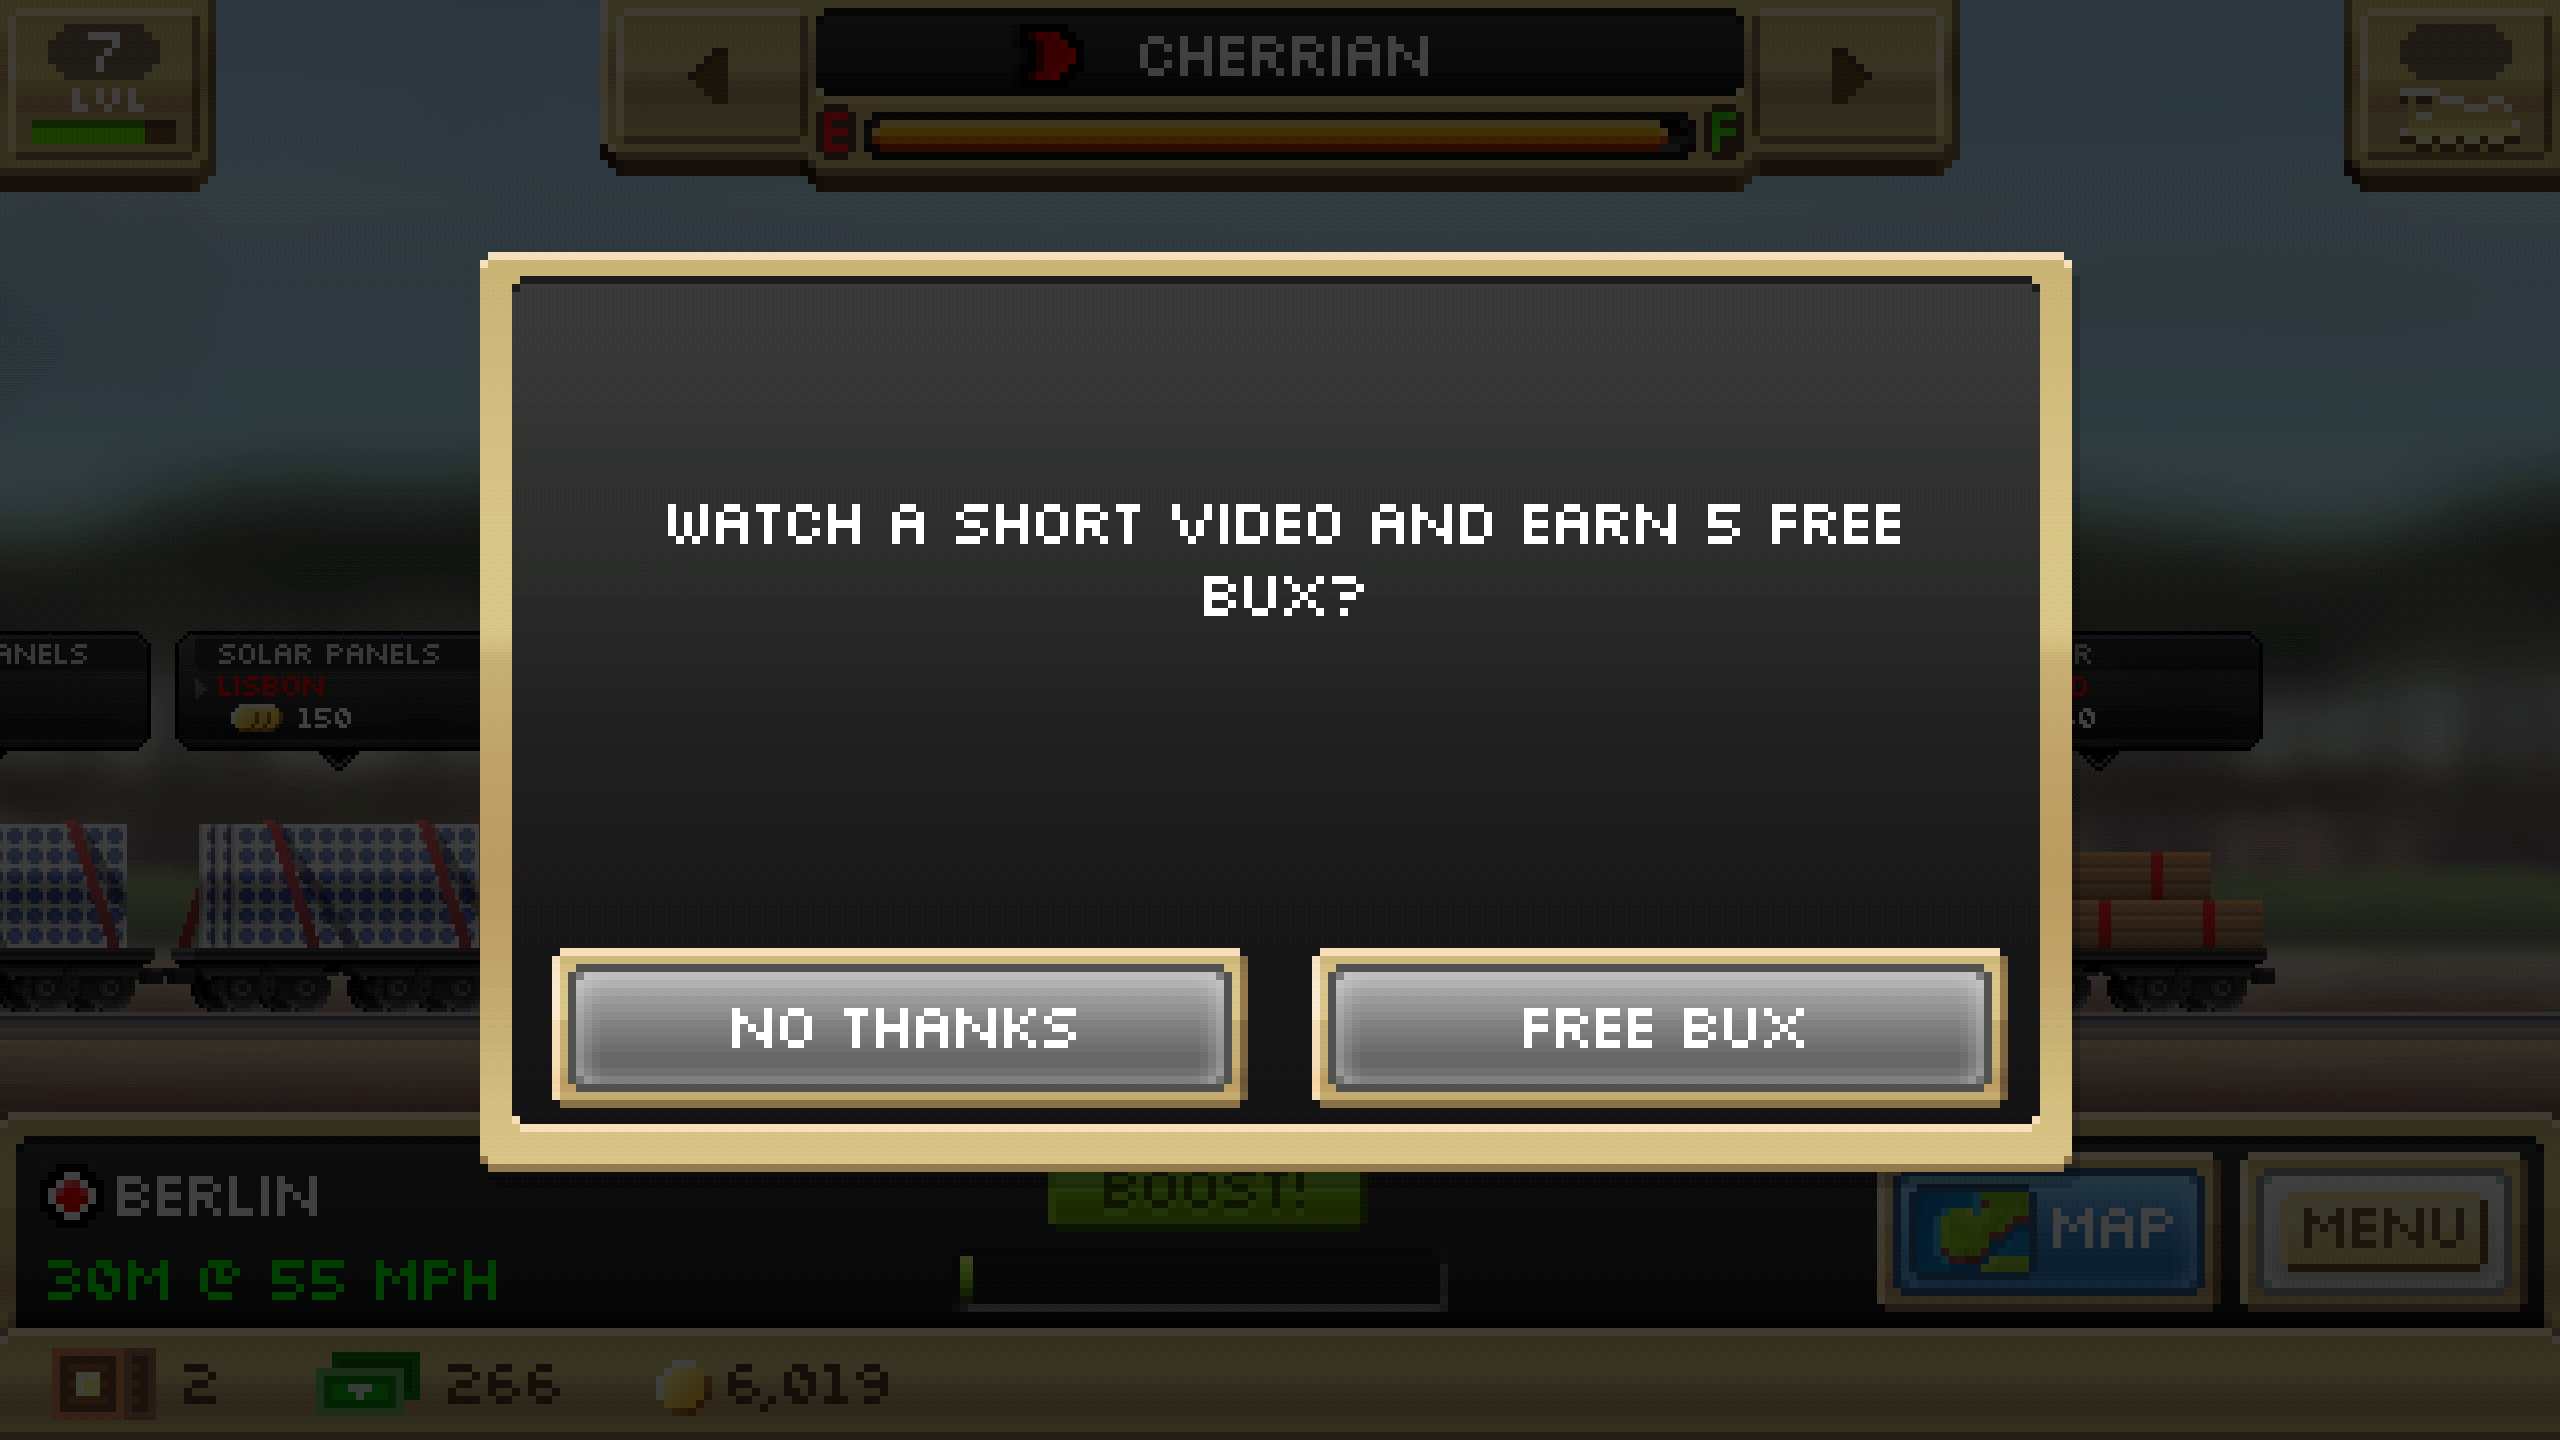 7
LVL
CHERRIAN
E
F
WATCH A SHORT VIDEO AND EARN 5 FREE
BUX?
ANELS
SOLAR PANELS
LISBON
150
R
D
0
NO THANKS
FREE BUX
BERLIN
30M @ 55 MPH
BOOST!
MAP
MENU
2
266
6,019